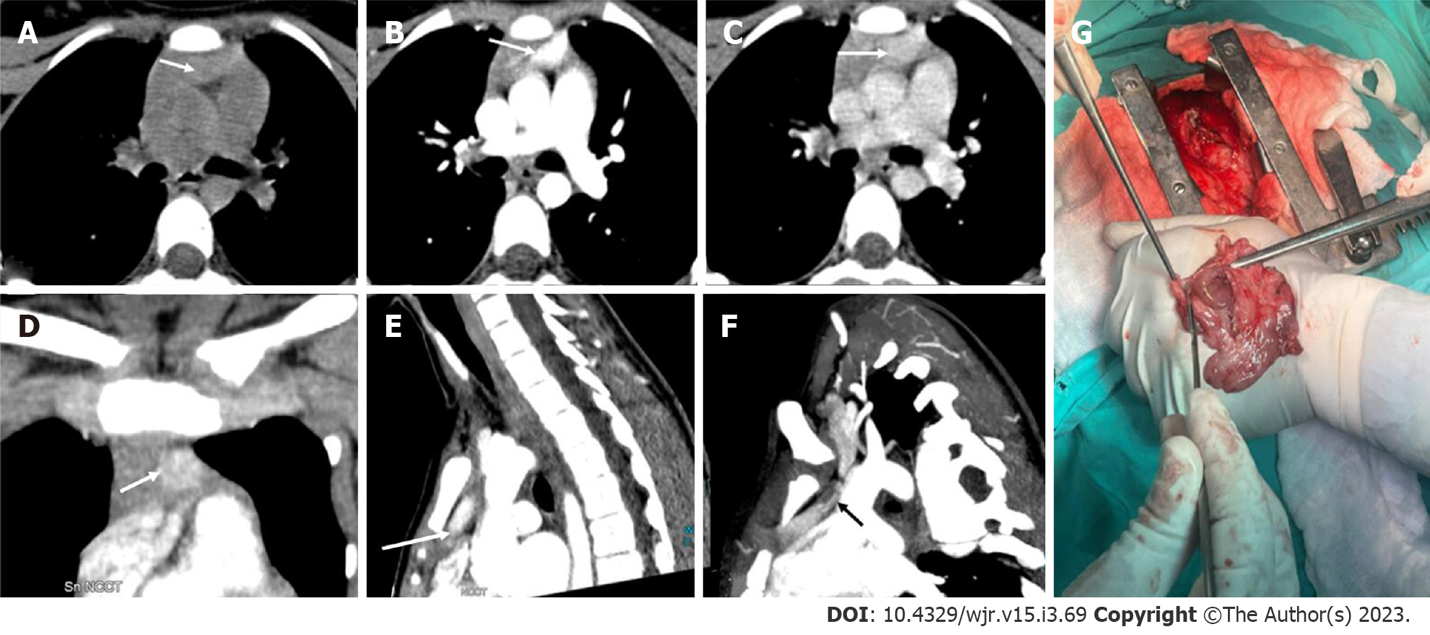 A
B
C
G
D
E
F
Sn NCCT
NCCT
DOI: 10.4329/wjr.v15.i3.69 Copyright ©The Author(s) 2023.